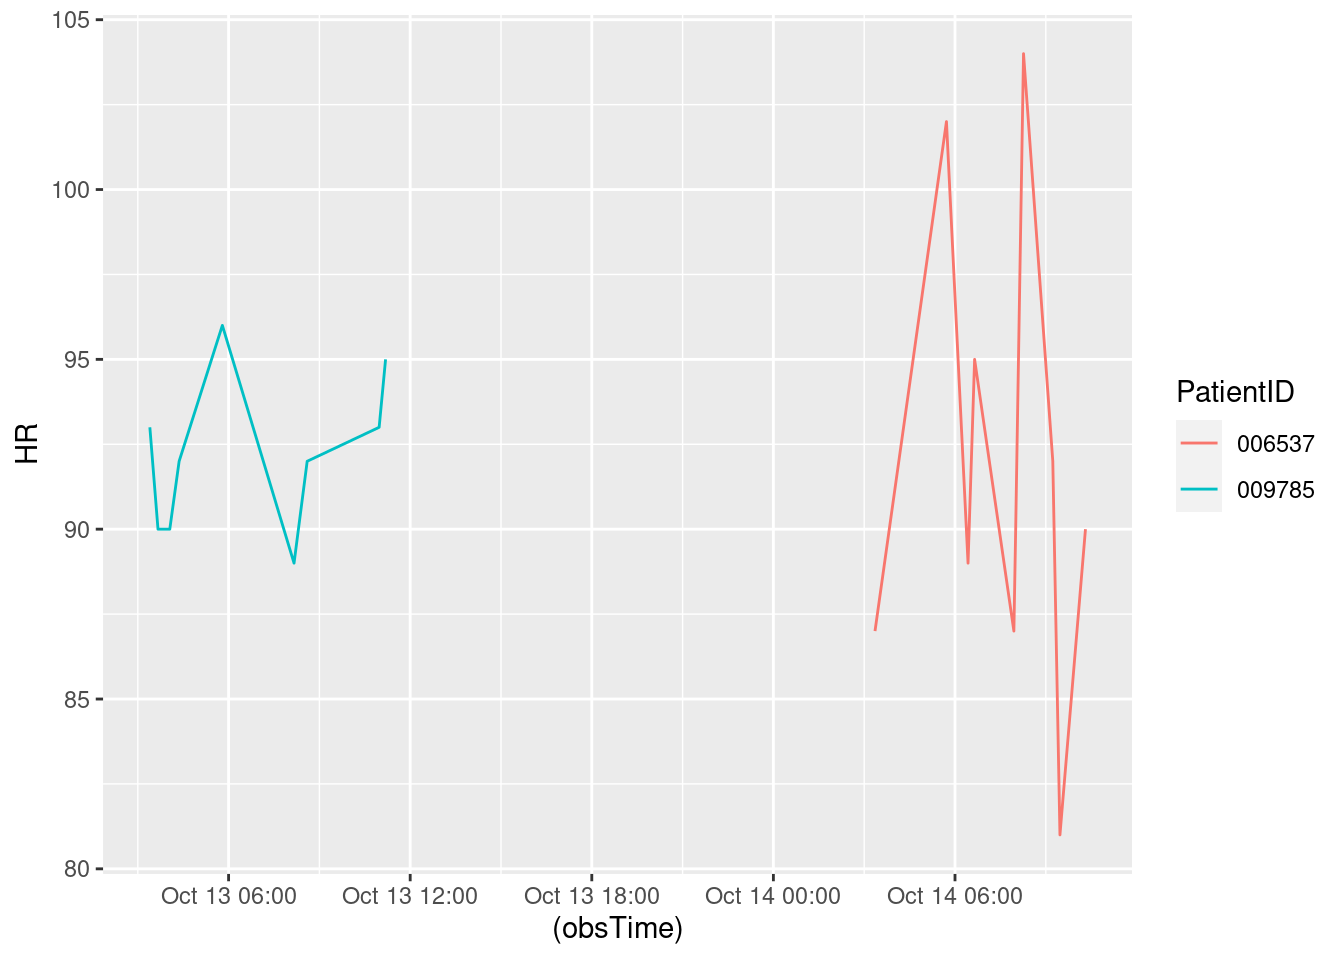 105
100
95
90
85
80
HR
Oct 13 06:00
Oct 13 12:00
Oct 13 18:00
Oct 14 00:00
Oct 14 06:00
(obsTime)
PatientID
006537
009785